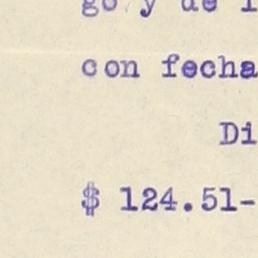 go y de l
con fecha
Di
$ 124.51-